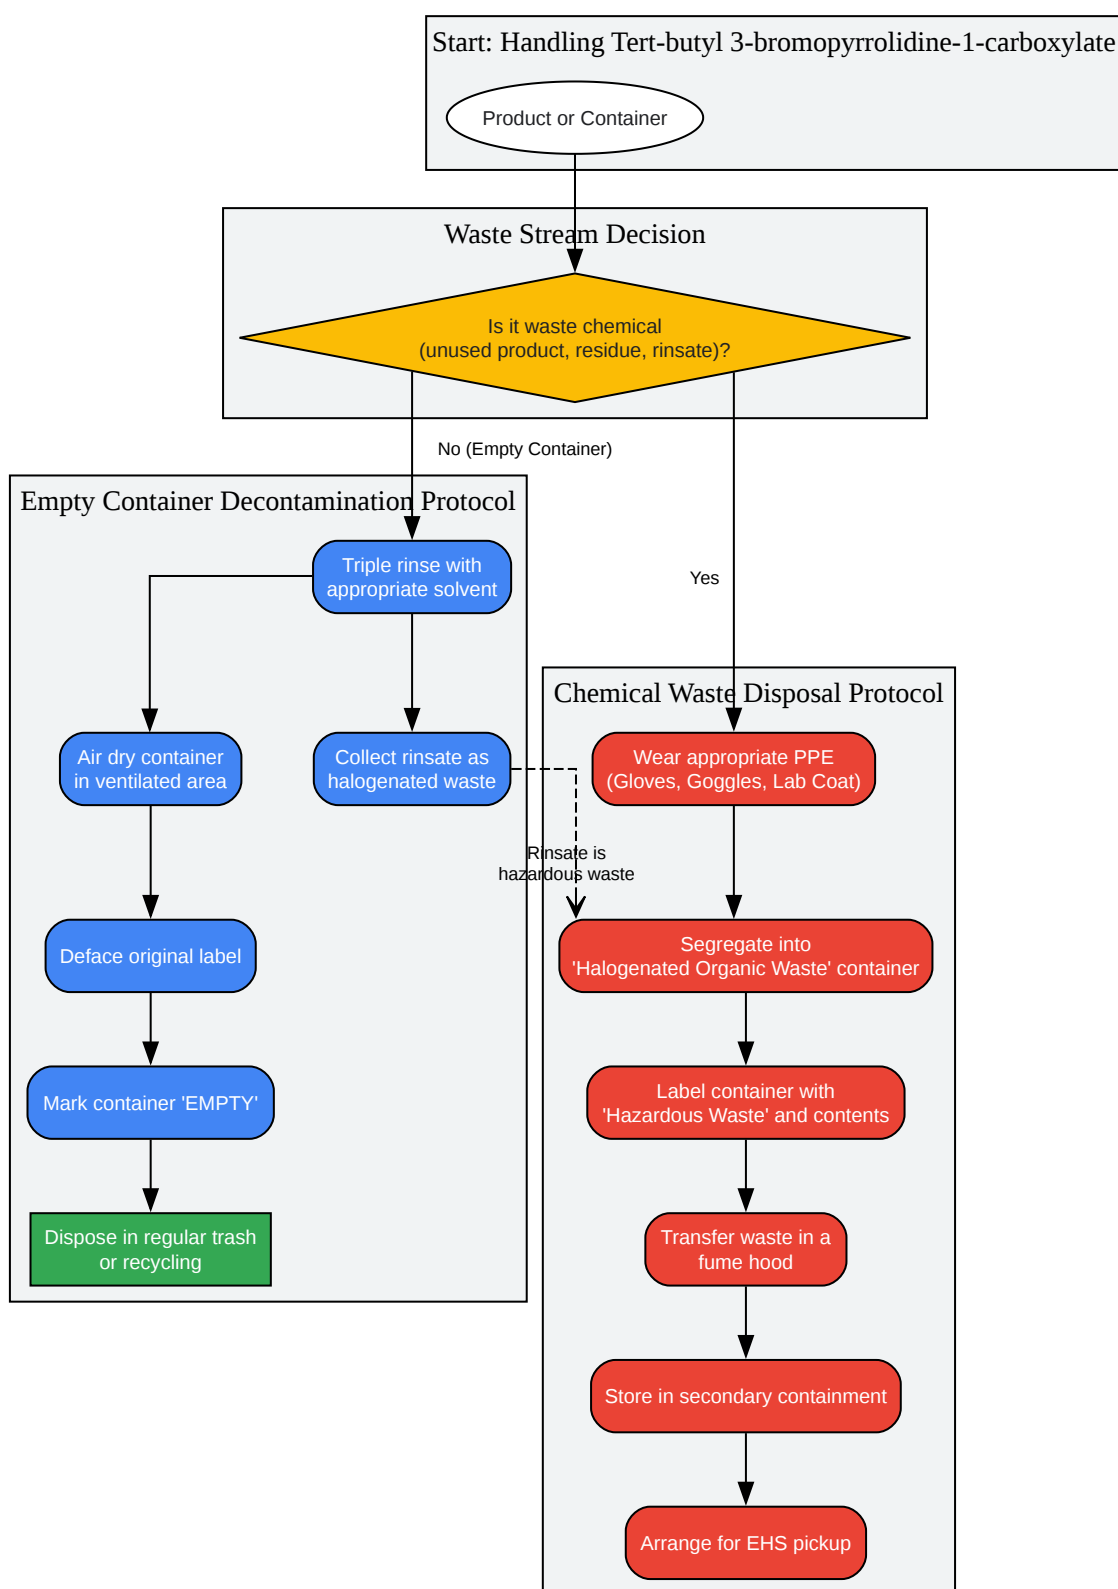 Start: Handling Tert-butyl 3-bromopyrrolidine-1-carboxylate
Product or Container
Waste Stream Decision
Is it waste chemical
(unused product, residue, rinsate)?
No (Empty Container)
Yes
Empty Container Decontamination Protocol
Triple rinse with
appropriate solvent
Air dry container
in ventilated area
Collect rinsate as
halogenated waste
Rinsate is
hazardous waste
Deface original label
Mark container 'EMPTY'
Dispose in regular trash
or recycling
Chemical Waste Disposal Protocol
Wear appropriate PPE
(Gloves, Goggles, Lab Coat)
Segregate into
'Halogenated Organic Waste' container
Label container with
'Hazardous Waste' and contents
Transfer waste in a
fume hood
Store in secondary containment
Arrange for EHS pickup